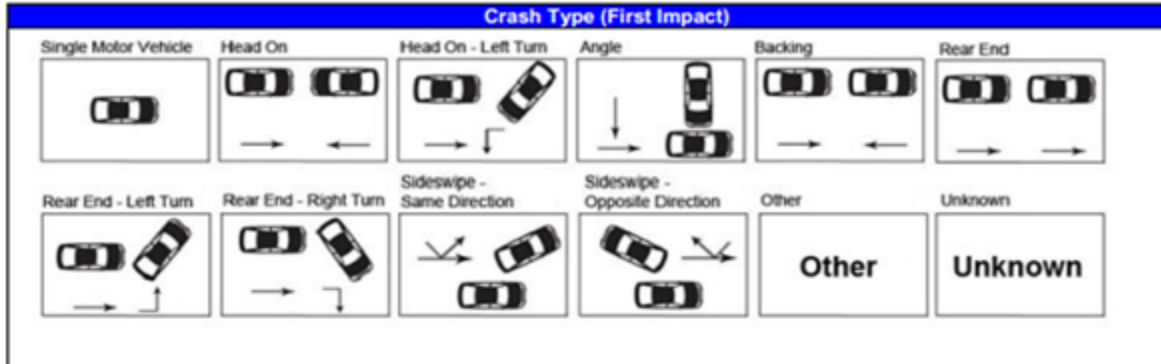 Crash Type (First Impact)
Single Motor Vehicle
Head On
Head On - Left Turn
Angle
Backing
Rear End
Rear End - Left Turn
Rear End - Right Turn
Sideswipe -
Same Direction
Sideswipe -
Opposite Direction
Other
Unknown
Other
Unknown